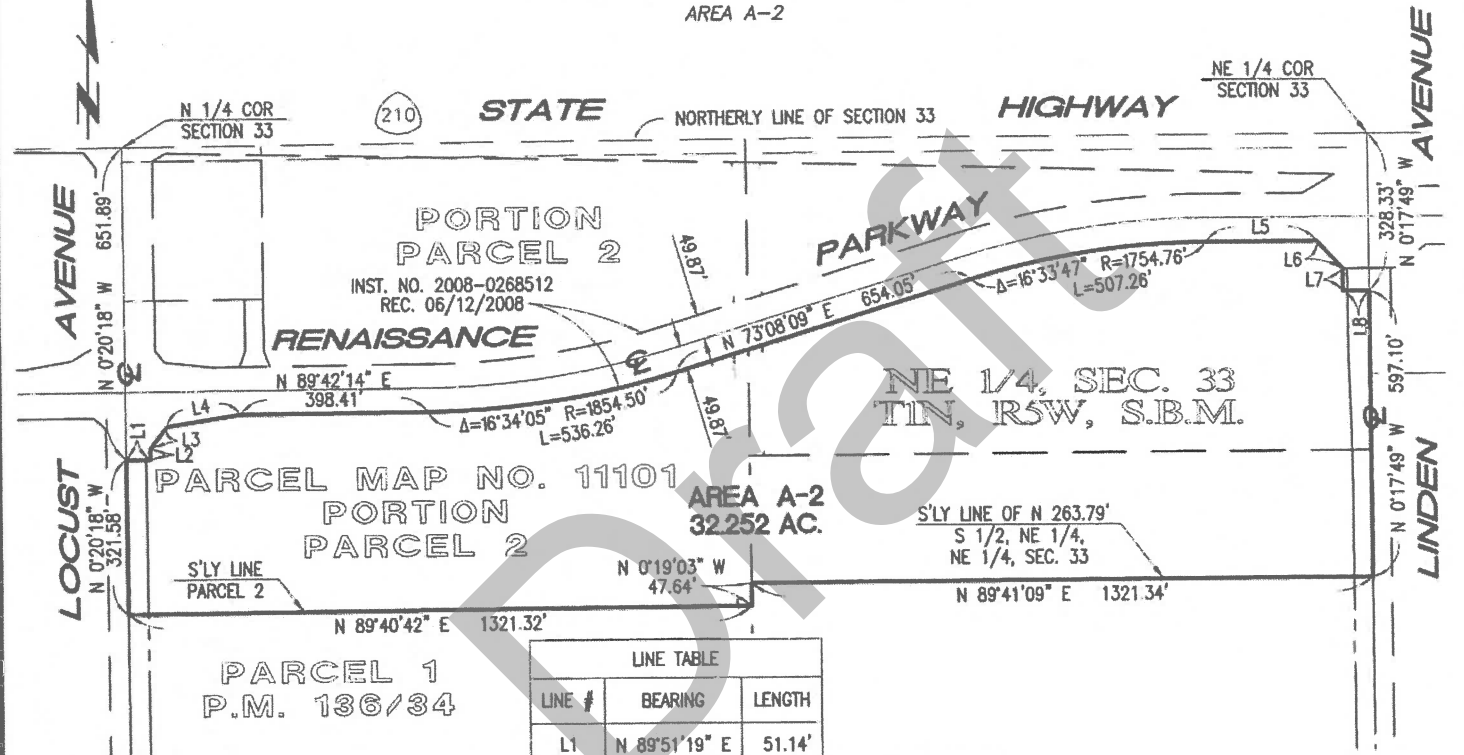 AREA A-2
NE 1/4 COR
SECTION 33
AVENUE
N 1/4 COR
SECTION 33
210
STATE
NORTHERLY LINE OF SECTION 33
HIGHWAY
AVENUE
651.89'
N 0°20'18" W
PORTION
PARCEL 2
INST. NO. 2008-0268512
REC. 06/12/2008
49.87'
PARKWAY
654.05'
Δ=16°33'47" R=1754.76'
L=507.26'
L5
L6
L7
L8
328.33'
N 0°17'49" W
RENAISSANCE
N 73°08'09" E
N 89°42'14" E
398.41'
Δ=16°34'05" R=1854.50'
L=536.26'
49.87'
NE 1/4, SEC. 33
T1N, R5W, S.B.M.
597.10'
N 0°17'49" W
L4
L1
L3
L2
LOCUST
N 0°20'18" W
321.58'
PARCEL MAP NO. 11101
PORTION
PARCEL 2
AREA A-2
32.252 AC.
S'LY LINE OF N 263.79'
S 1/2, NE 1/4,
NE 1/4, SEC. 33
LINDEN
S'LY LINE
PARCEL 2
N 0°19'03" W
47.64'
N 89°41'09" E 1321.34'
N 89°40'42" E 1321.32'
PARCEL 1
P.M. 136/34
LINE TABLE
LINE # BEARING LENGTH
L1 N 89°51'19" E 51.14'
Draft